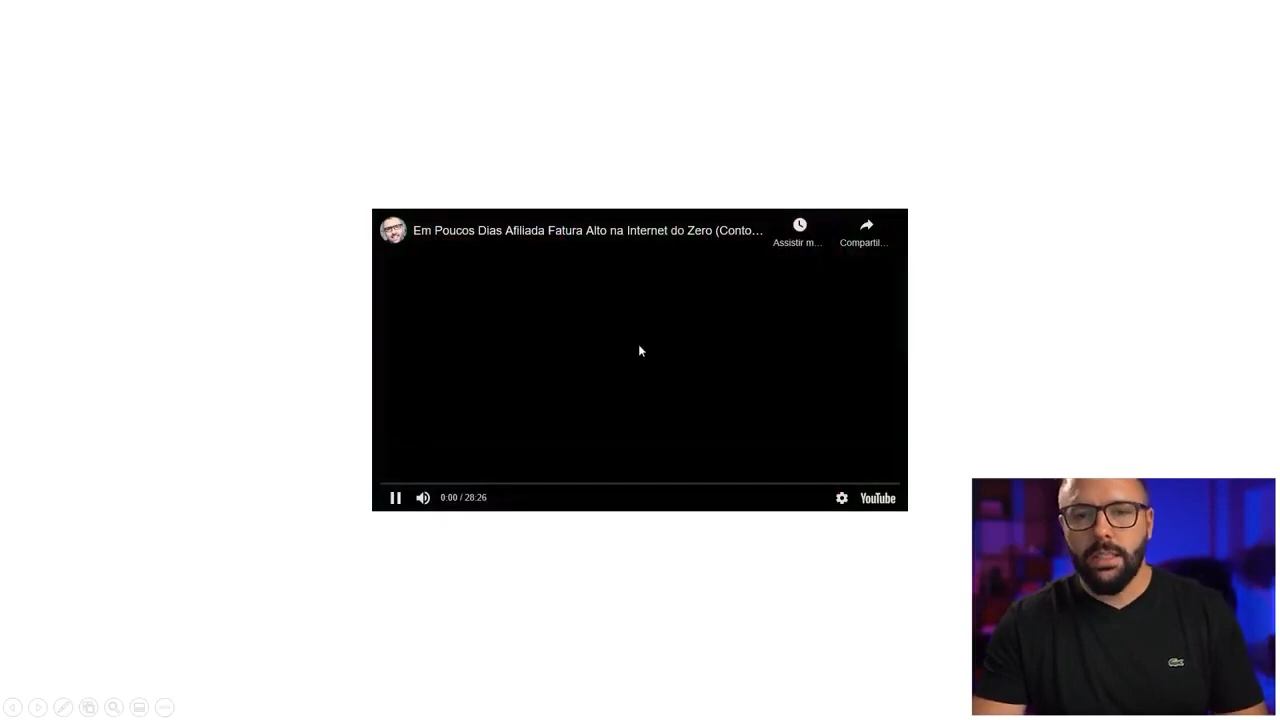 Em Poucos Dias Afiliada Fatura Alto na Internet do Zero (Conto...
Assistir m...
Compartil...
0:00 / 28:26
YouTube